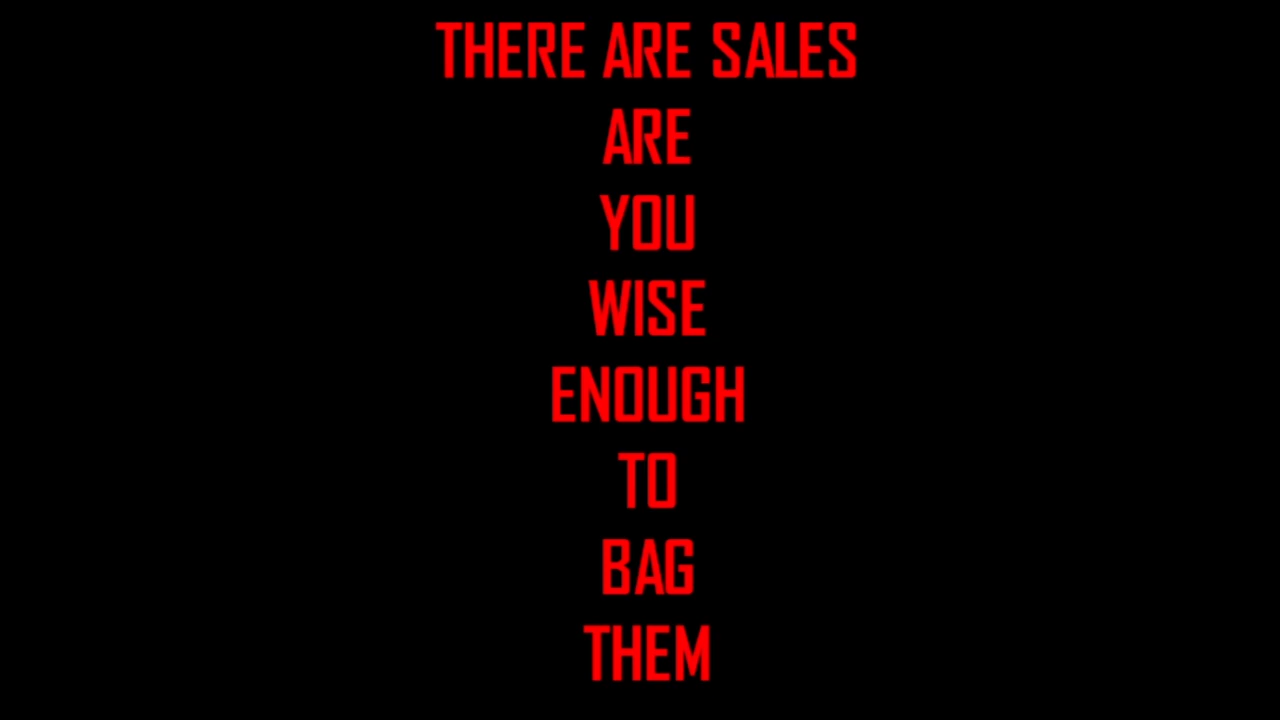 THERE ARE SALES
ARE
YOU
WISE
ENOUGH
TO
BAG
THEM